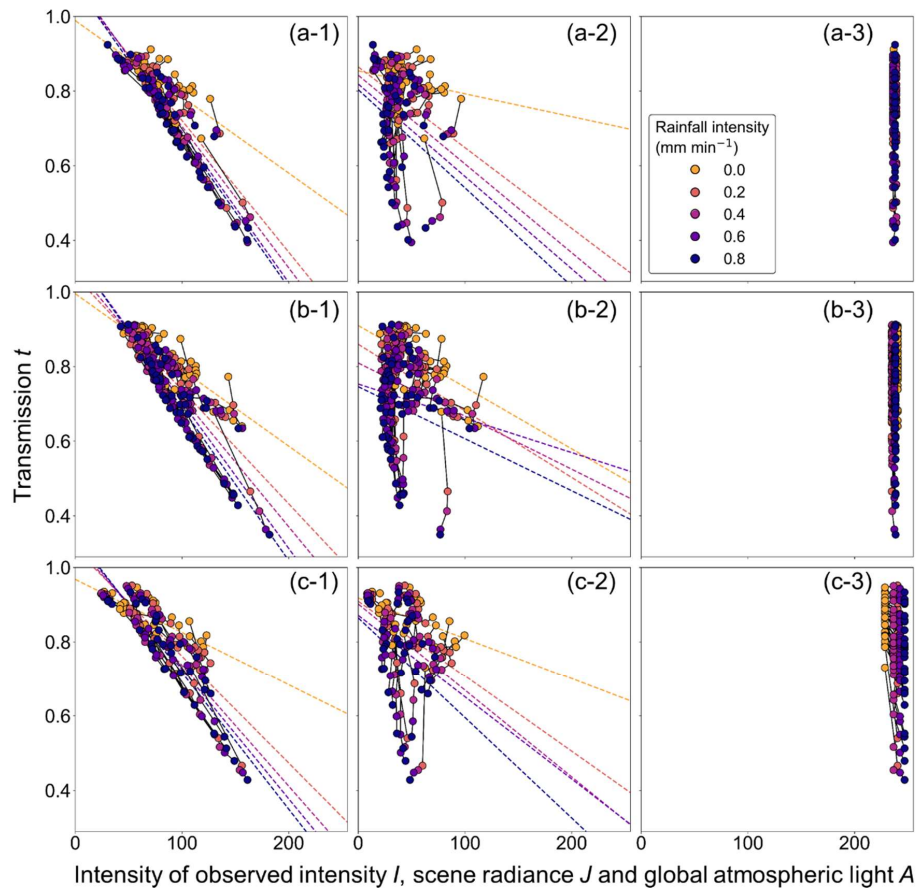 1.0
0.8
0.6
0.4
(a-1)
(a-2)
(a-3)
Rainfall intensity
(mm min⁻¹)
0.0
0.2
0.4
0.6
0.8
1.0
0.8
0.6
0.4
(b-1)
(b-2)
(b-3)
Transmission t
1.0
0.8
0.6
0.4
(c-1)
(c-2)
(c-3)
0 100 200 0 100 200 0 100 200
Intensity of observed intensity I, scene radiance J and global atmospheric light A